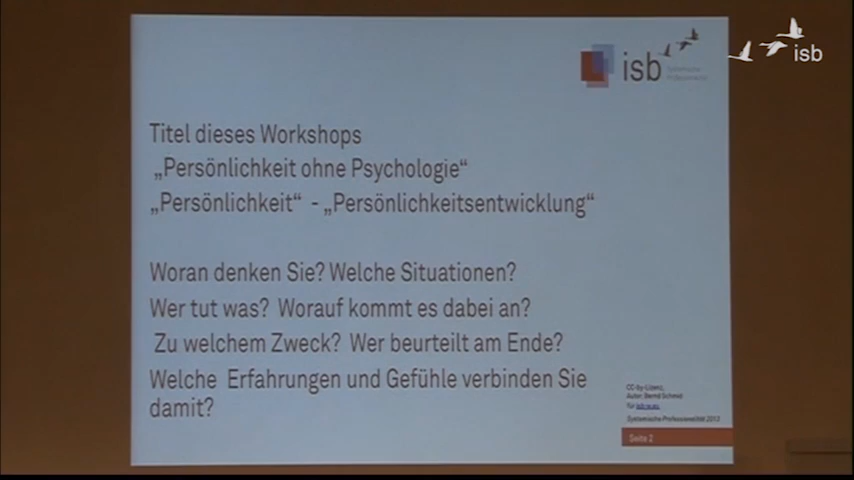 isb
isb
Titel dieses Workshops
„Persönlichkeit ohne Psychologie“
„Persönlichkeit“ - „Persönlichkeitsentwicklung“
Woran denken Sie? Welche Situationen?
Wer tut was? Worauf kommt es dabei an?
Zu welchem Zweck? Wer beurteilt am Ende?
Welche Erfahrungen und Gefühle verbinden Sie
damit?
CC-by-Lizenz,
Autor: Bernd Schmid
für
Systemische Professionalität 2013
Seite 2